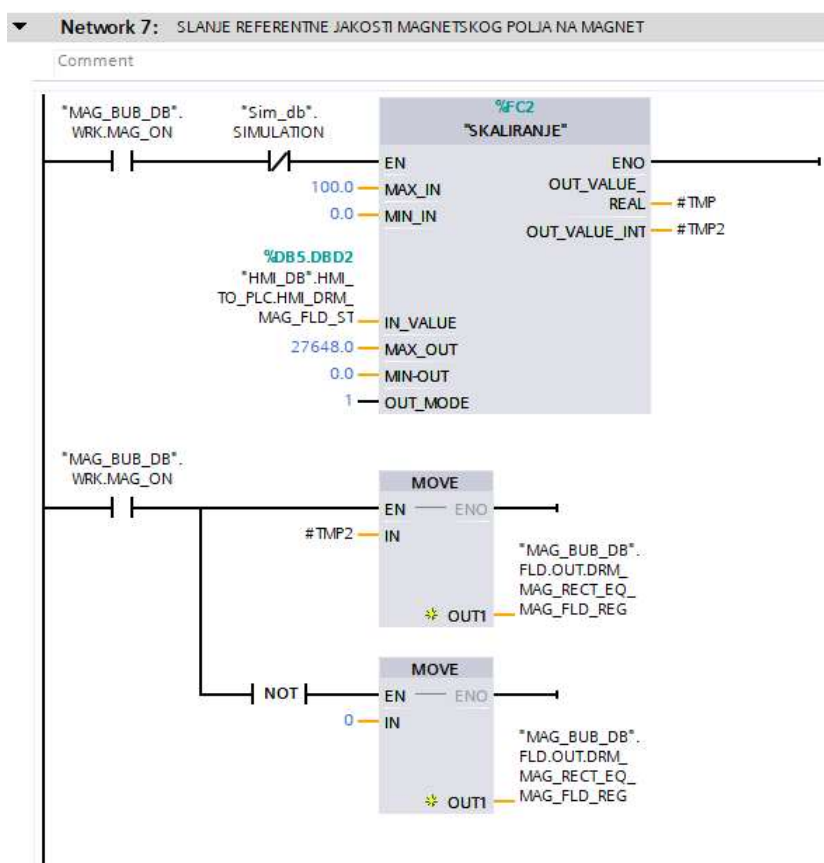 Network 7: SLANJE REFERENTNE JAKOSTI MAGNETSKOG POLJA NA MAGNET
Comment
"MAG_BUB_DB".
WRK.MAG_ON
"Sim_db".
SIMULATION
%FC2
"SKALIRANJE"
EN
ENO
100.0
MAX_IN
0.0
MIN_IN
OUT_VALUE_
REAL
#TMP
OUT_VALUE_INT
#TMP2
%DB5.DBD2
"HMI_DB".HMI_
TO_PLC.HMI_DRM_
MAG_FLD_ST
IN_VALUE
27648.0
MAX_OUT
0.0
MIN-OUT
1
OUT_MODE
"MAG_BUB_DB".
WRK.MAG_ON
MOVE
EN
ENO
#TMP2
IN
OUT1
"MAG_BUB_DB".
FLD.OUT.DRM_
MAG_RECT_EQ_
MAG_FLD_REG
NOT
MOVE
EN
ENO
0
IN
OUT1
"MAG_BUB_DB".
FLD.OUT.DRM_
MAG_RECT_EQ_
MAG_FLD_REG